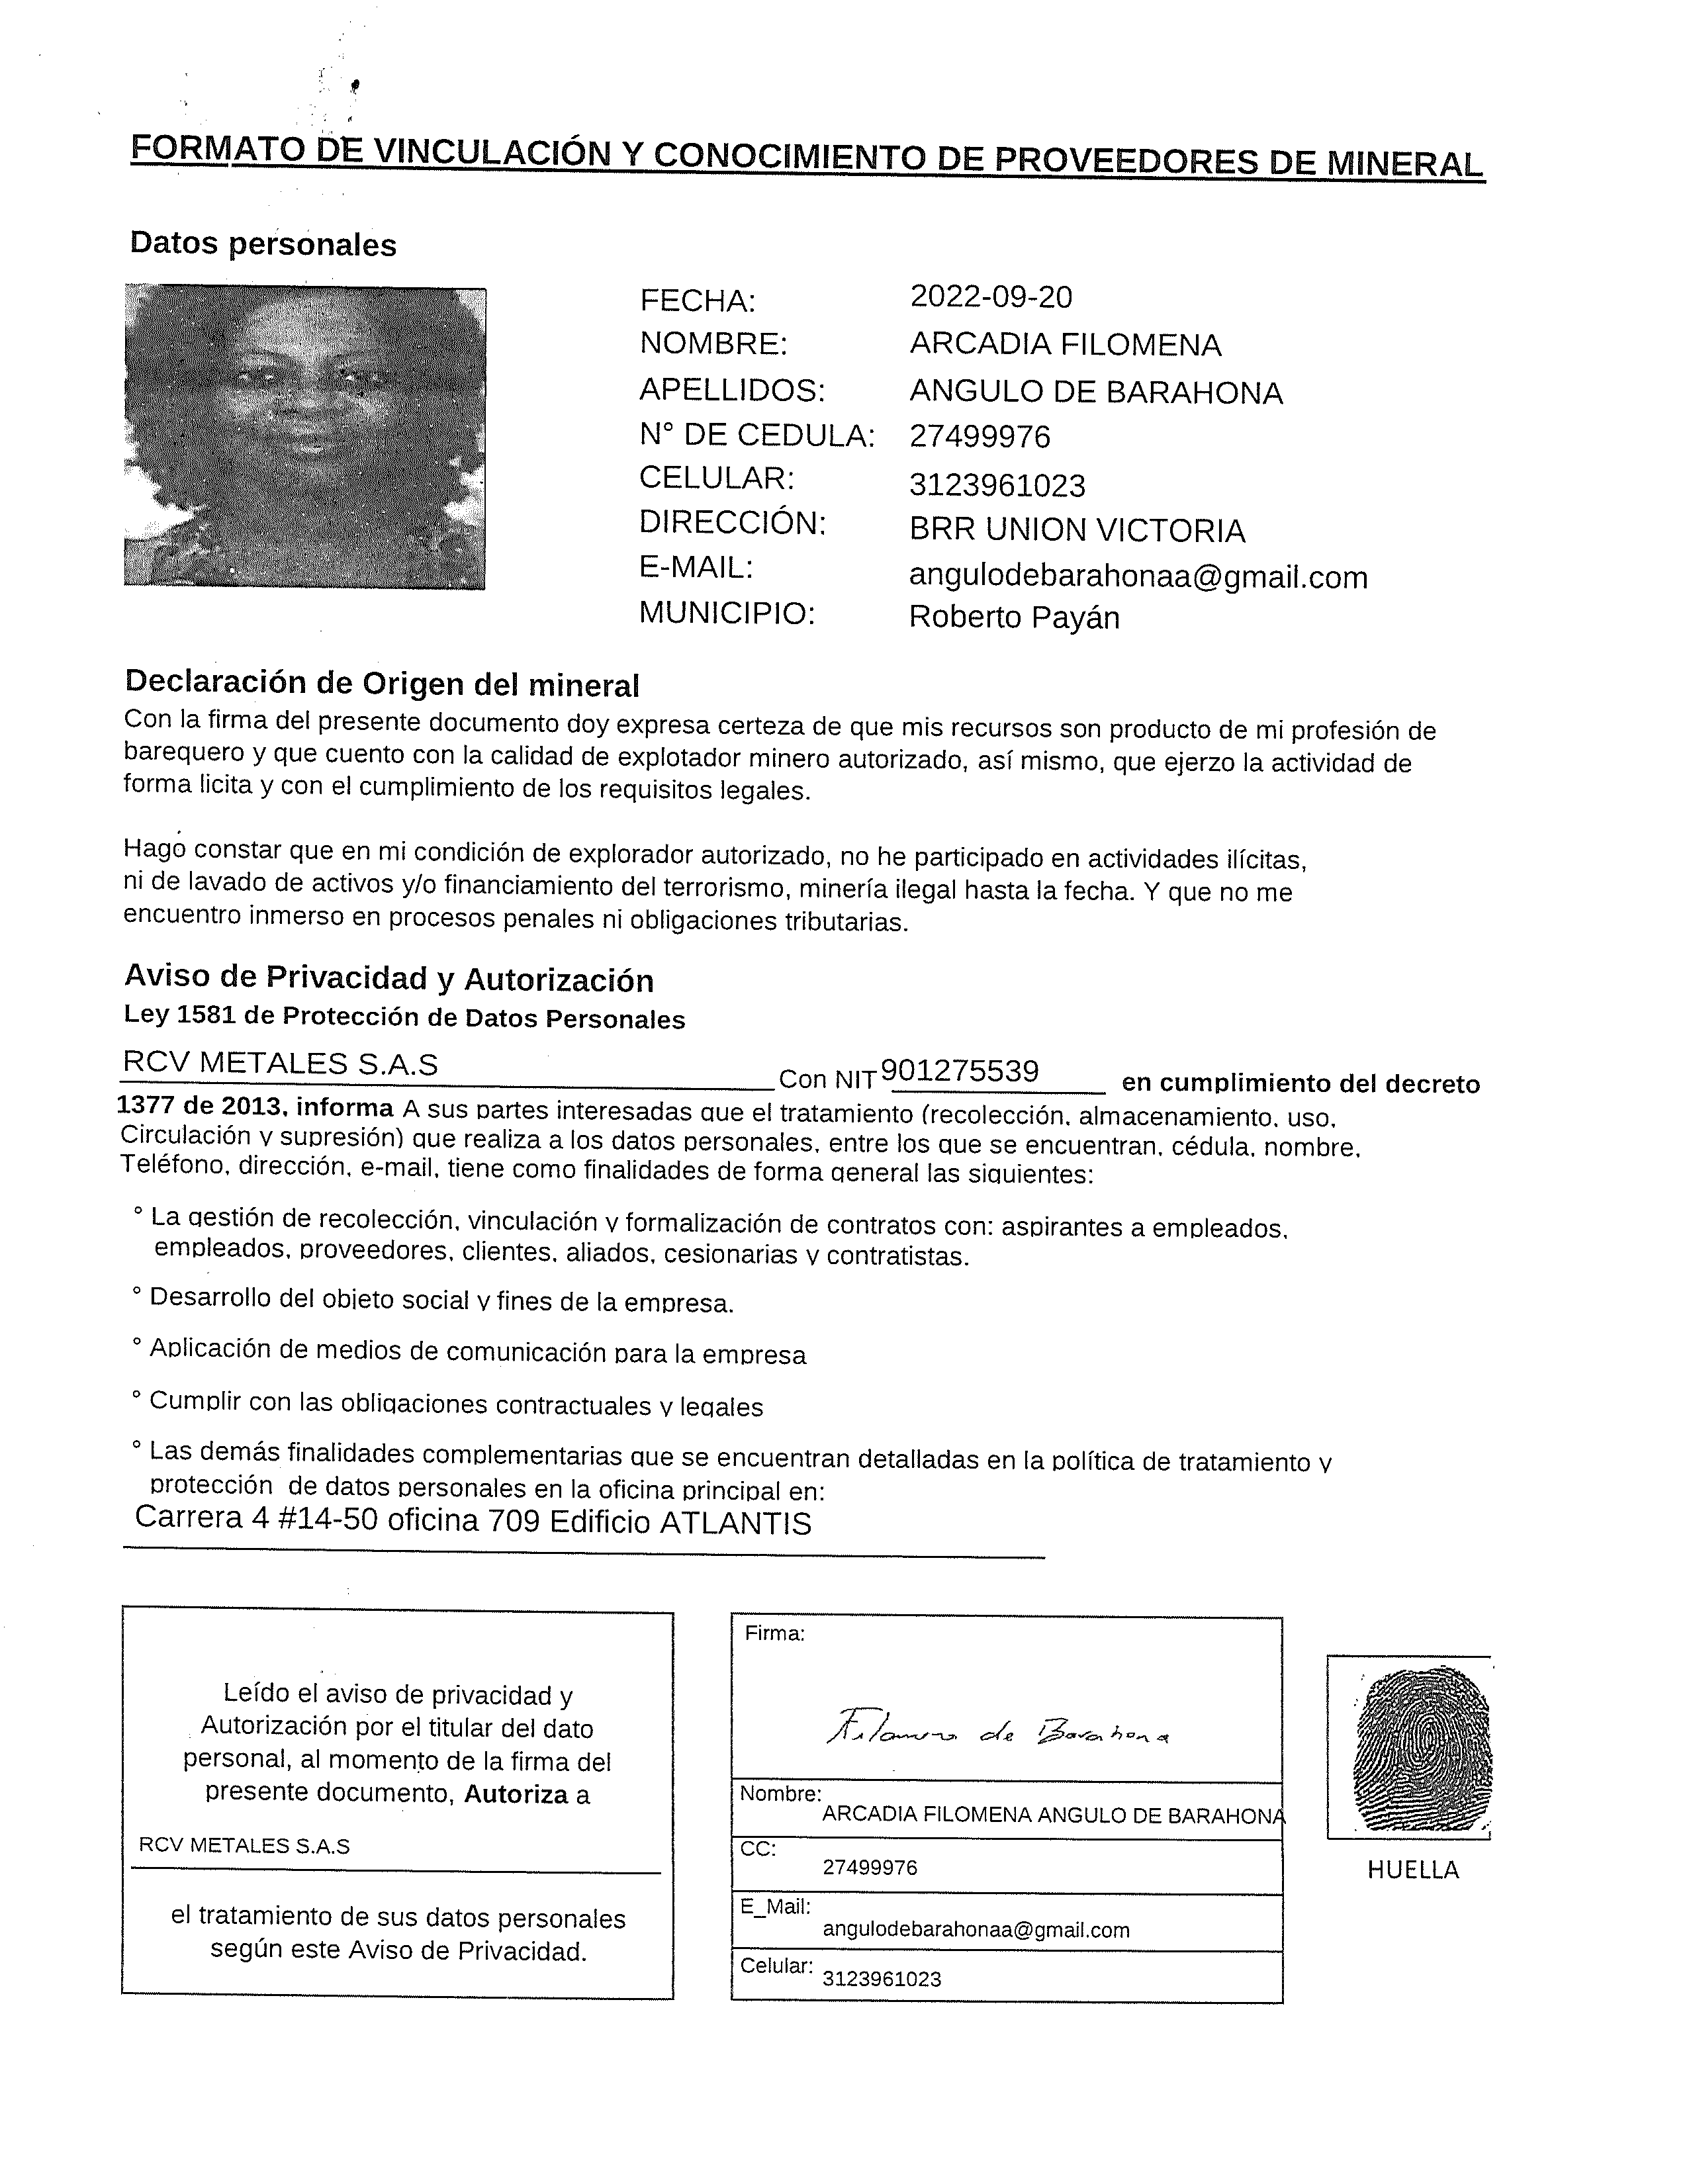 FORMATO DE VINCULACIÓN Y CONOCIMIENTO DE PROVEEDORES DE MINERAL
Datos personales
FECHA: 2022-09-20
NOMBRE: ARCADIA FILOMENA
APELLIDOS: ANGULO DE BARAHONA
N° DE CEDULA: 27499976
CELULAR: 3123961023
DIRECCIÓN: BRR UNION VICTORIA
E-MAIL: angulodebarahonaa@gmail.com
MUNICIPIO: Roberto Payán
Declaración de Origen del mineral
Con la firma del presente documento doy expresa certeza de que mis recursos son producto de mi profesión de
barequero y que cuento con la calidad de explotador minero autorizado, así mismo, que ejerzo la actividad de
forma licita y con el cumplimiento de los requisitos legales.
Hago constar que en mi condición de explorador autorizado, no he participado en actividades ilícitas,
ni de lavado de activos y/o financiamiento del terrorismo, minería ilegal hasta la fecha. Y que no me
encuentro inmerso en procesos penales ni obligaciones tributarias.
Aviso de Privacidad y Autorización
Ley 1581 de Protección de Datos Personales
RCV METALES S.A.S Con NIT 901275539 en cumplimiento del decreto
1377 de 2013, informa A sus partes interesadas que el tratamiento (recolección, almacenamiento, uso,
Circulación y supresión) que realiza a los datos personales, entre los que se encuentran, cédula, nombre,
Teléfono, dirección, e-mail, tiene como finalidades de forma general las siguientes:
° La gestión de recolección, vinculación y formalización de contratos con: aspirantes a empleados,
empleados, proveedores, clientes, aliados, cesionarias y contratistas.
° Desarrollo del objeto social y fines de la empresa.
° Aplicación de medios de comunicación para la empresa
° Cumplir con las obligaciones contractuales y legales
° Las demás finalidades complementarias que se encuentran detalladas en la política de tratamiento y
protección de datos personales en la oficina principal en:
Carrera 4 #14-50 oficina 709 Edificio ATLANTIS
Leído el aviso de privacidad y
Autorización por el titular del dato
personal, al momento de la firma del
presente documento, Autoriza a
RCV METALES S.A.S
el tratamiento de sus datos personales
según este Aviso de Privacidad.
Firma:
de Barahona
Nombre:
ARCADIA FILOMENA ANGULO DE BARAHONA
CC:
27499976
E_Mail:
angulodebarahonaa@gmail.com
Celular: 3123961023
HUELLA